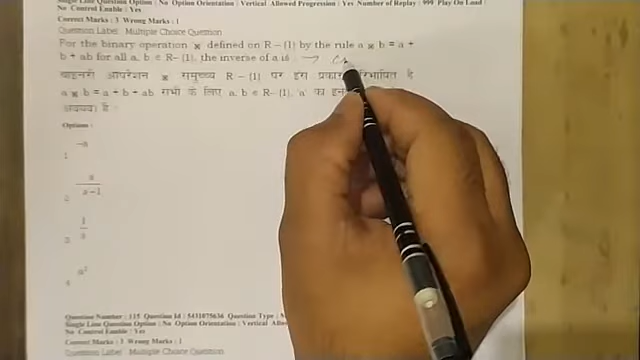 Single Line Question Option : No Option Orientation : Vertical Allowed Progression : Yes Number of Replay : 999 Play On Load :
No Control Enable : Yes
Correct Marks : 3 Wrong Marks : 1
Question Label : Multiple Choice Question
For the binary operation * defined on R – (1) by the rule a * b = a +
b + ab for all a, b ∈ R– (1), the inverse of a is :
बाइनरी ऑपरेशन * समुच्चय R – (1) पर इस प्रकार परिभाषित है
a * b = a + b + ab सभी के लिए a, b ∈ R– (1), 'a' का
अवयव) है :
Options :
1 –a
2 a / a–1
3 1 / a
4 a²
Question Number : 115 Question Id : 5431075636 Question Type :
Single Line Question Option : No Option Orientation : Vertical
No Control Enable : Yes
Correct Marks : 3 Wrong Marks : 1
Question Label : Multiple Choice Question